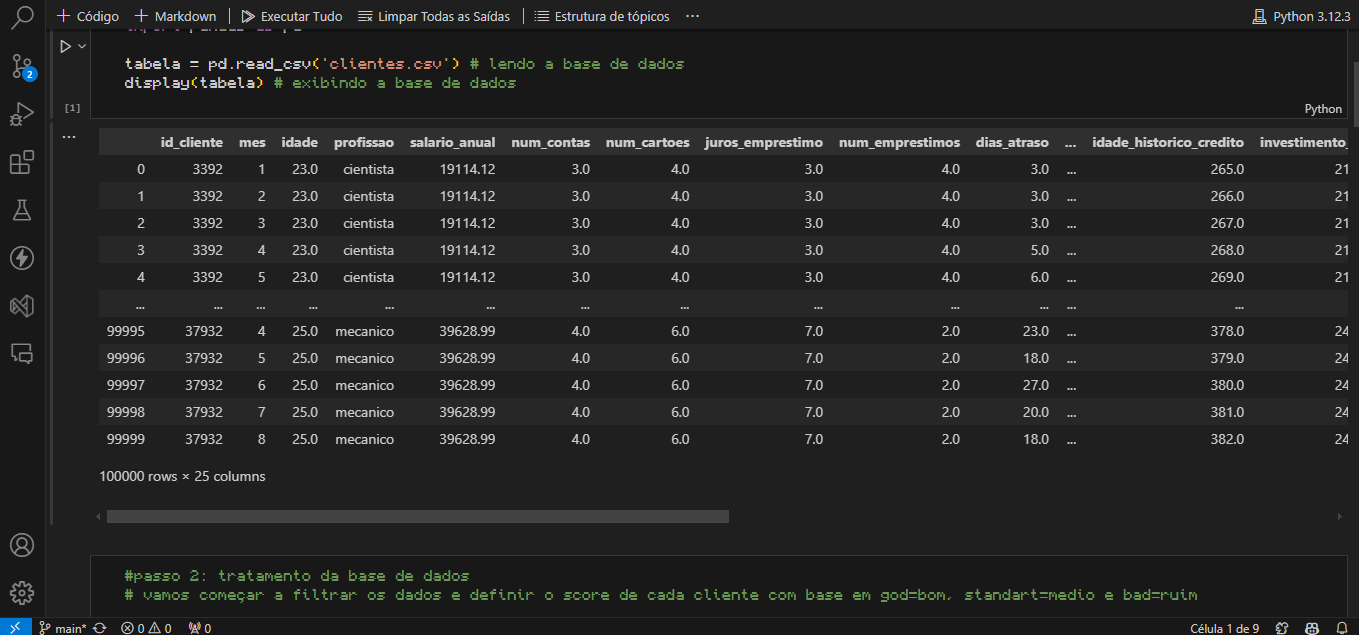 Código Markdown Executar Tudo Limpar Todas as Saídas Estrutura de tópicos ... Python 3.12.3
tabela = pd.read_csv('clientes.csv') # lendo a base de dados
2
display(tabela) # exibindo a base de dados
[1] Python
...
id_cliente mes idade profissao salario_anual num_contas num_cartoes juros_emprestimo num_emprestimos dias_atraso ... idade_historico_credito investimento_
0 3392 1 23.0 cientista 19114.12 3.0 4.0 3.0 4.0 3.0 ... 265.0 21
1 3392 2 23.0 cientista 19114.12 3.0 4.0 3.0 4.0 3.0 ... 266.0 21
2 3392 3 23.0 cientista 19114.12 3.0 4.0 3.0 4.0 3.0 ... 267.0 21
3 3392 4 23.0 cientista 19114.12 3.0 4.0 3.0 4.0 5.0 ... 268.0 21
4 3392 5 23.0 cientista 19114.12 3.0 4.0 3.0 4.0 6.0 ... 269.0 21
... ... ... ... ... ... ... ... ... ... ... ...
99995 37932 4 25.0 mecanico 39628.99 4.0 6.0 7.0 2.0 23.0 ... 378.0 24
99996 37932 5 25.0 mecanico 39628.99 4.0 6.0 7.0 2.0 18.0 ... 379.0 24
99997 37932 6 25.0 mecanico 39628.99 4.0 6.0 7.0 2.0 27.0 ... 380.0 24
99998 37932 7 25.0 mecanico 39628.99 4.0 6.0 7.0 2.0 20.0 ... 381.0 24
99999 37932 8 25.0 mecanico 39628.99 4.0 6.0 7.0 2.0 18.0 ... 382.0 24
100000 rows × 25 columns
#passo 2: tratamento da base de dados
# vamos começar a filtrar os dados e definir o score de cada cliente com base em god=bom, standart=medio e bad=ruim
main* 0 0 0 Célula 1 de 9